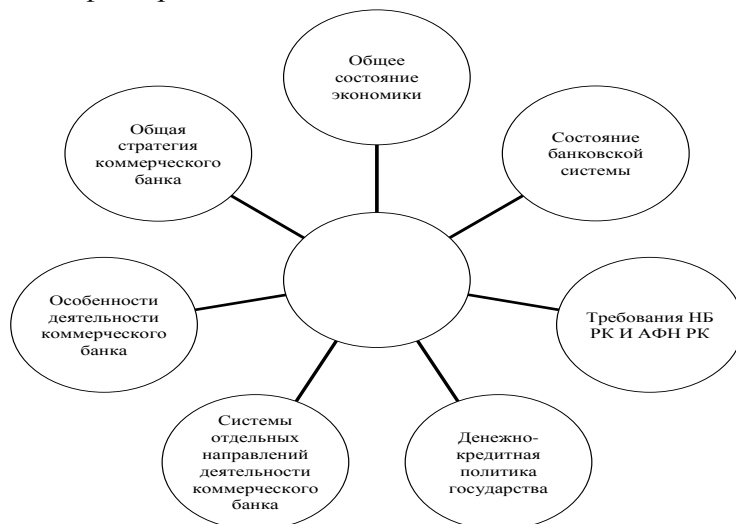 Общее
состояние
экономики
Состояние
банковской
системы
Требования НБ
РК И АФН РК
Денежно-
кредитная
политика
государства
Системы
отдельных
направлений
деятельности
коммерческого
банка
Особенности
деятельности
коммерческого
банка
Общая
стратегия
коммерческого
банка